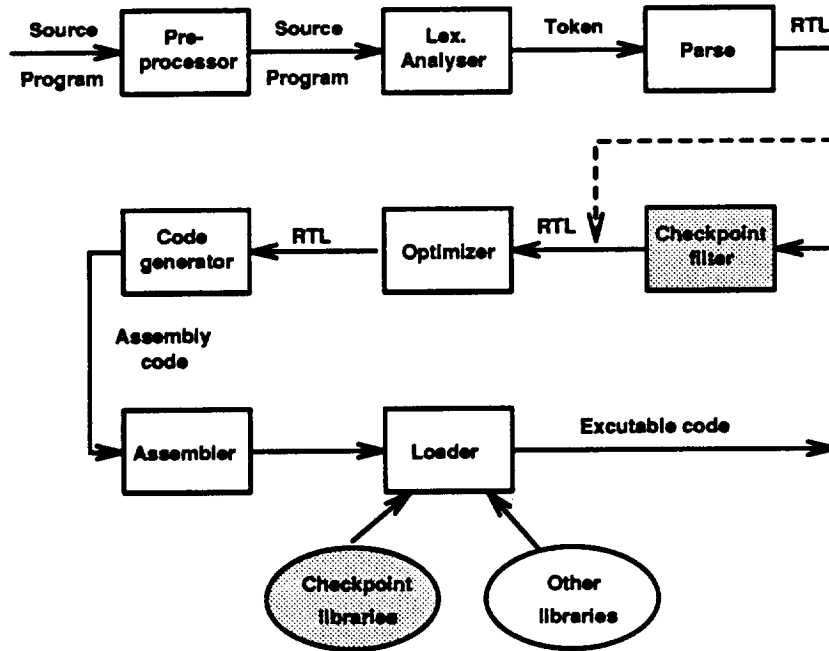 Source
Program
Pre-
processor
Source
Program
Lex.
Analyser
Token
Parse
RTL
Code
generator
RTL
Optimizer
RTL
Checkpoint
filter
Assembly
code
Assembler
Loader
Excutable code
Checkpoint
libraries
Other
libraries